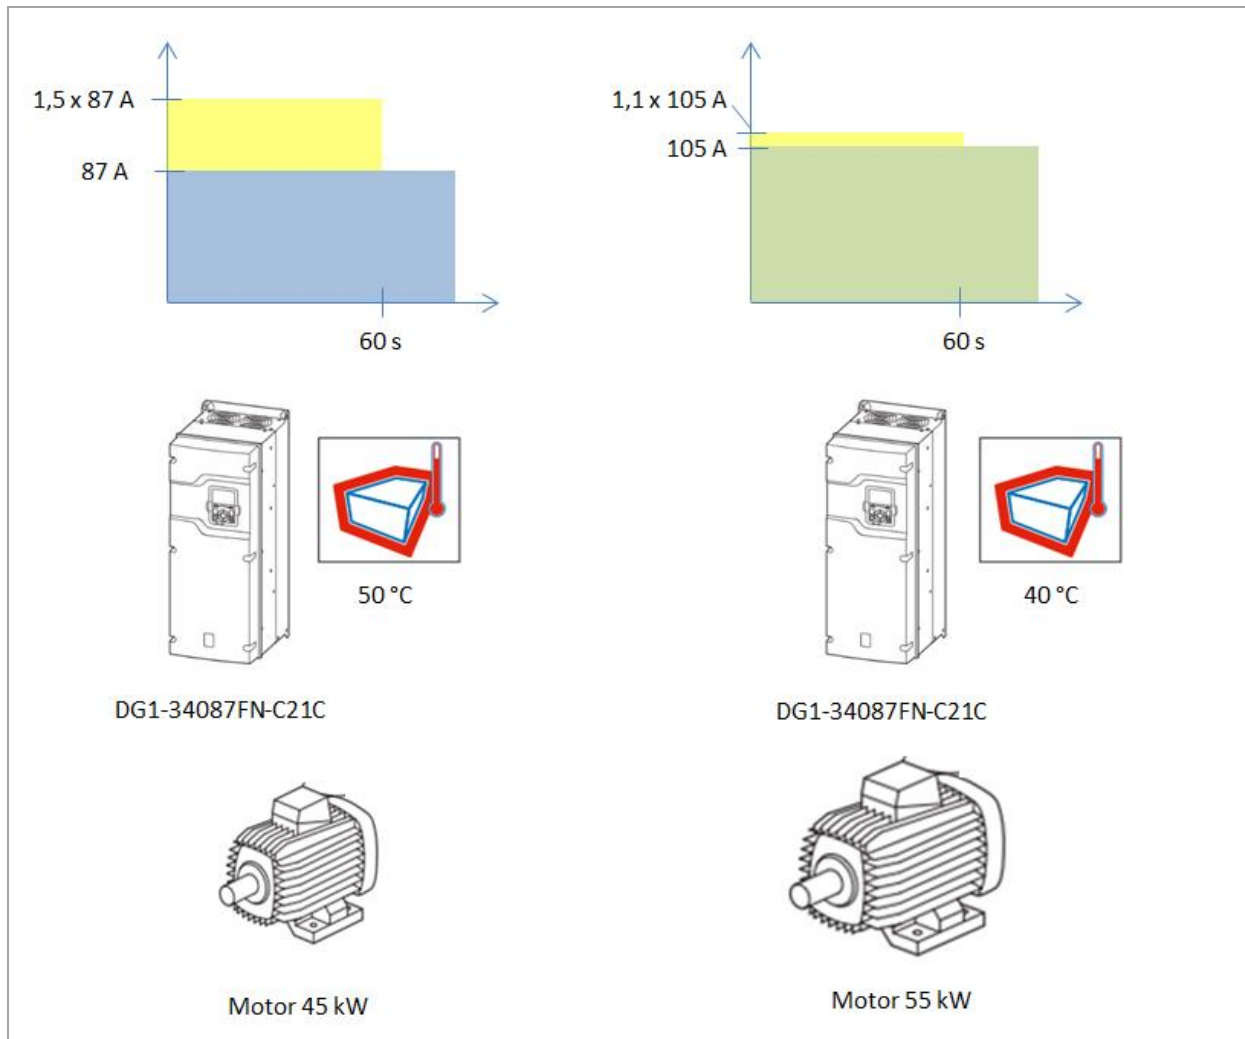 1,5 x 87 A
1,1 x 105 A
87 A
105 A
60 s
60 s
50 °C
40 °C
DG1-34087FN-C21C
DG1-34087FN-C21C
Motor 45 kW
Motor 55 kW